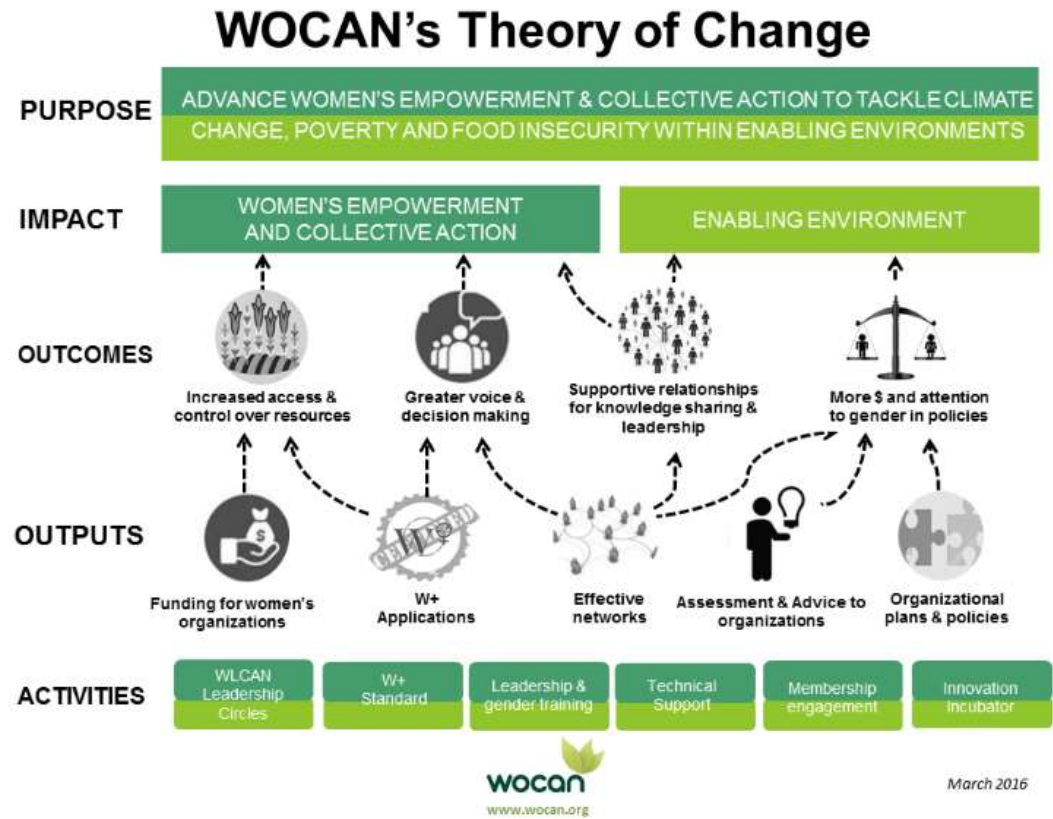 WOCAN's Theory of Change
PURPOSE
ADVANCE WOMEN'S EMPOWERMENT & COLLECTIVE ACTION TO TACKLE CLIMATE
CHANGE, POVERTY AND FOOD INSECURITY WITHIN ENABLING ENVIRONMENTS
IMPACT
WOMEN'S EMPOWERMENT
AND COLLECTIVE ACTION
ENABLING ENVIRONMENT
OUTCOMES
Increased access &
control over resources
Greater voice &
decision making
Supportive relationships
for knowledge sharing &
leadership
More $ and attention
to gender in policies
OUTPUTS
$
Funding for women's
organizations
W+
CERTIFIED
W+
Applications
Effective
networks
Assessment & Advice to
organizations
Organizational
plans & policies
ACTIVITIES
WLCAN
Leadership
Circles
W+
Standard
Leadership &
gender training
Technical
Support
Membership
engagement
Innovation
Incubator
wocan
www.wocan.org
March 2016